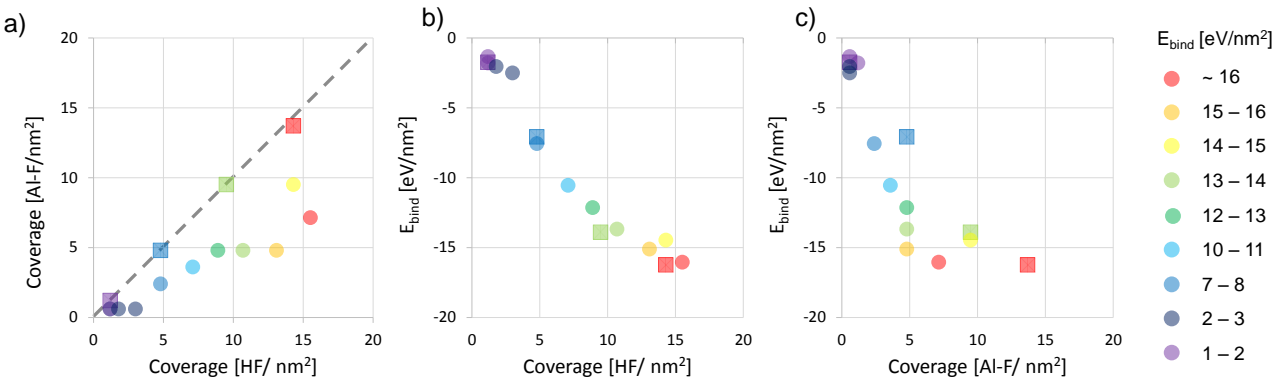 a)
20
15
10
5
0
Coverage [Al-F/nm²]
0 5 10 15 20
Coverage [HF/ nm²]
b)
0
-5
-10
-15
-20
E_bind [eV/nm²]
0 5 10 15 20
Coverage [HF/ nm²]
c)
0
-5
-10
-15
-20
E_bind [eV/nm²]
0 5 10 15 20
Coverage [Al-F/ nm²]
E_bind [eV/nm²]
~ 16
15 – 16
14 – 15
13 – 14
12 – 13
10 – 11
7 – 8
2 – 3
1 – 2